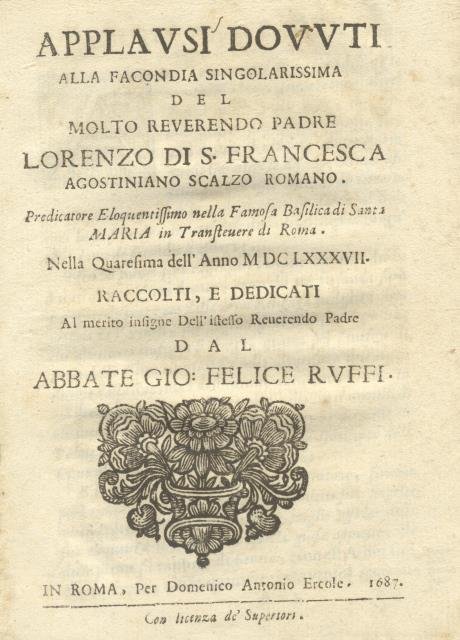 APPLAVSI DOVVTI
ALLA FACONDIA SINGOLARISSIMA
DEL
MOLTO REVERENDO PADRE
LORENZO DI S. FRANCESCA
AGOSTINIANO SCALZO ROMANO.
Predicatore Eloquentiſſimo nella Famoſa Baſilica di Santa
MARIA in Tranſteuere di Roma.
Nella Quareſima dell'Anno M DC LXXXVII.
RACCOLTI, E DEDICATI
Al merito inſigne Dell'iſteſſo Reuerendo Padre
DAL
ABBATE GIO: FELICE RVFFI.
IN ROMA, Per Domenico Antonio Ercole. 1687.
Con licenza de' Superiori.